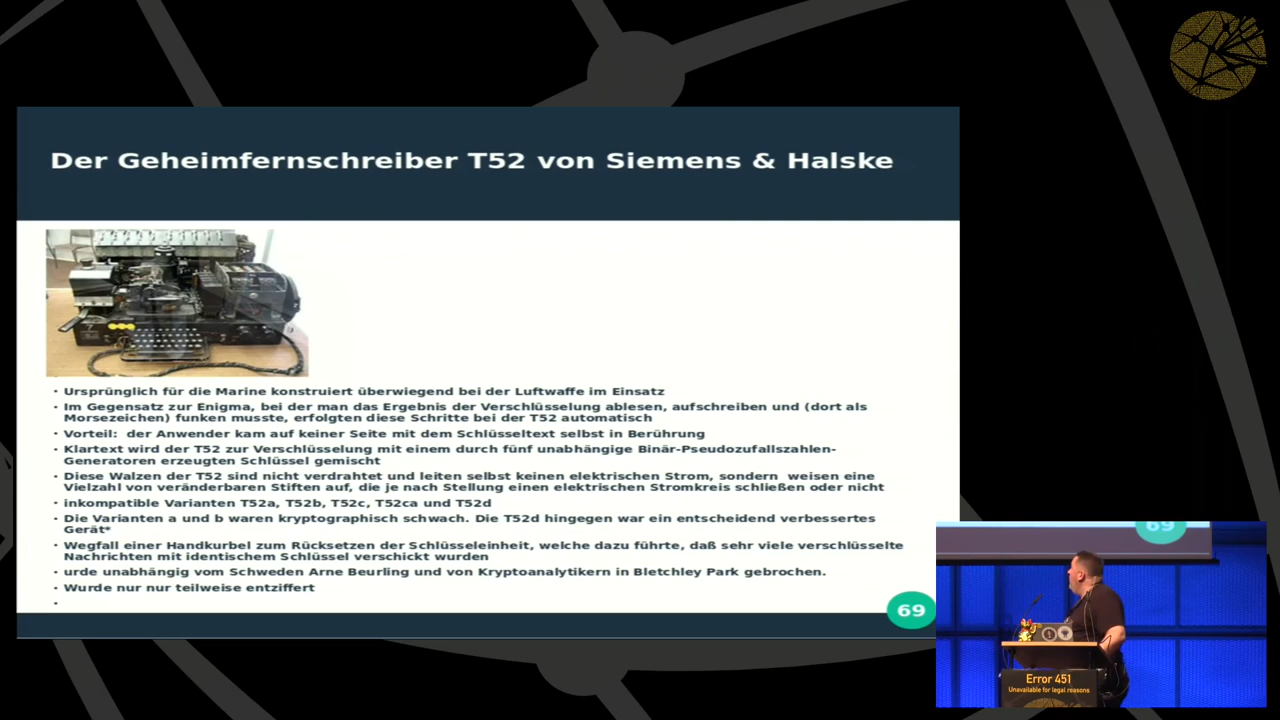 Der Geheimfernschreiber T52 von Siemens & Halske
· Ursprünglich für die Marine konstruiert überwiegend bei der Luftwaffe im Einsatz
· Im Gegensatz zur Enigma, bei der man das Ergebnis der Verschlüsselung ablesen, aufschreiben und (dort als
Morsezeichen) funken musste, erfolgten diese Schritte bei der T52 automatisch
· Vorteil: der Anwender kam auf keiner Seite mit dem Schlüsseltext selbst in Berührung
· Klartext wird der T52 zur Verschlüsselung mit einem durch fünf unabhängige Binär-Pseudozufallszahlen-
Generatoren erzeugten Schlüssel gemischt
· Diese Walzen der T52 sind nicht verdrahtet und leiten selbst keinen elektrischen Strom, sondern weisen eine
Vielzahl von veränderbaren Stiften auf, die je nach Stellung einen elektrischen Stromkreis schließen oder nicht
· inkompatible Varianten T52a, T52b, T52c, T52ca und T52d
· Die Varianten a und b waren kryptographisch schwach. Die T52d hingegen war ein entscheidend verbessertes
Gerät*
· Wegfall einer Handkurbel zum Rücksetzen der Schlüsseleinheit, welche dazu führte, daß sehr viele verschlüsselte
Nachrichten mit identischem Schlüssel verschickt wurden
· urde unabhängig vom Schweden Arne Beurling und von Kryptoanalytikern in Bletchley Park gebrochen.
· Wurde nur nur teilweise entziffert
·
69
69
Error 451
Unavailable for legal reasons